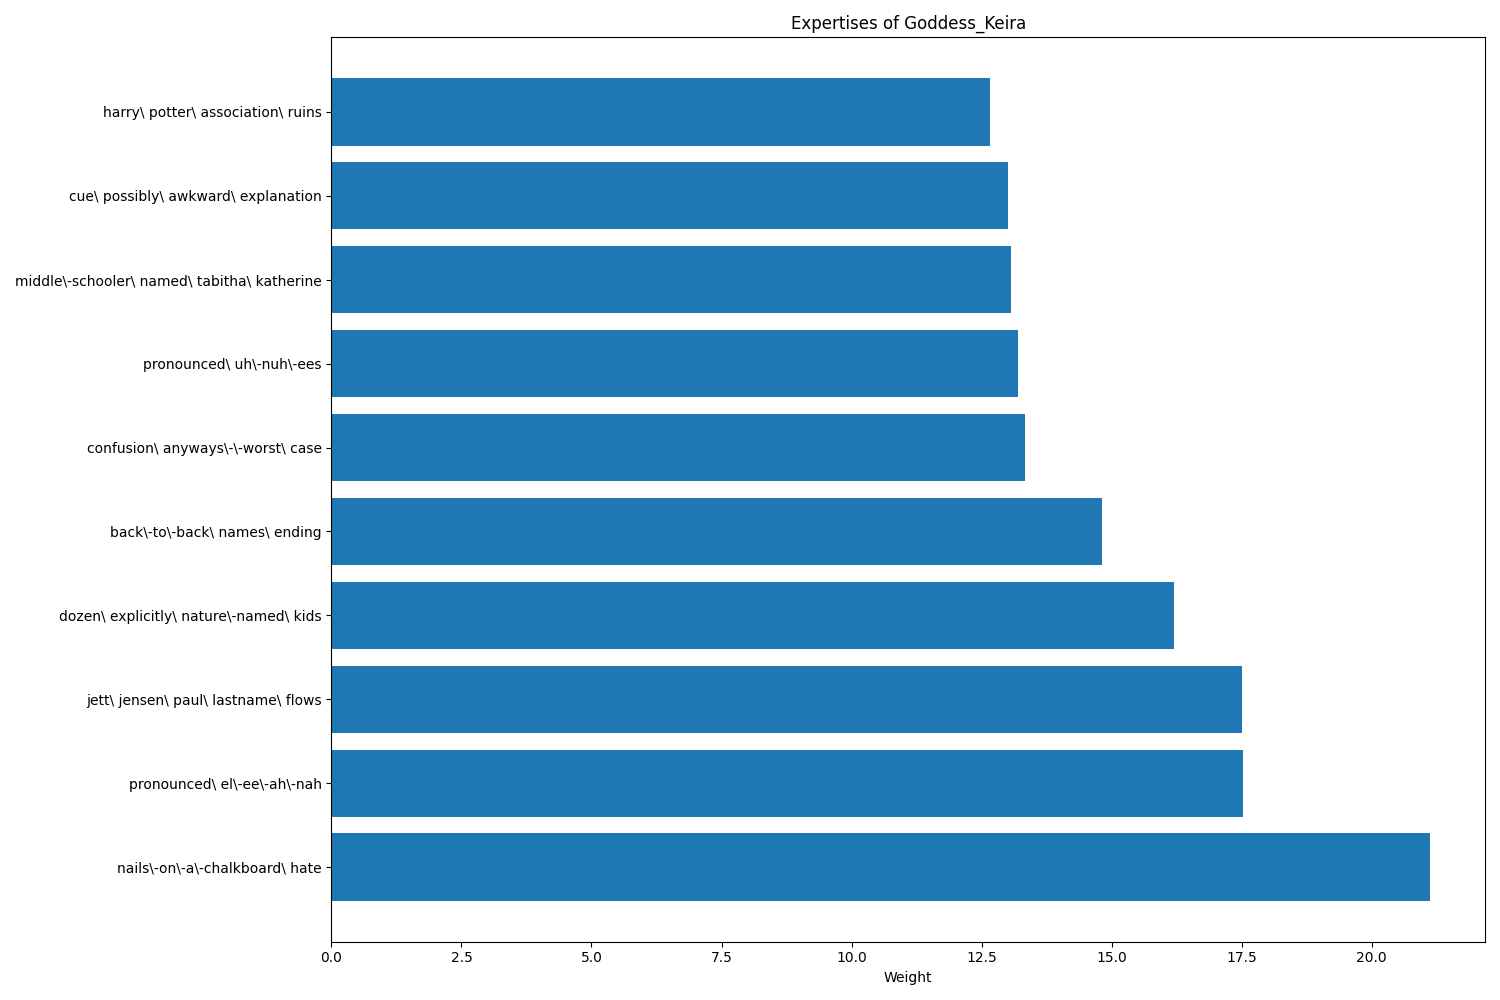 Expertises of Goddess_Keira
harry\ potter\ association\ ruins
cue\ possibly\ awkward\ explanation
middle\-schooler\ named\ tabitha\ katherine
pronounced\ uh\-nuh\-ees
confusion\ anyways\-\-worst\ case
back\-to\-back\ names\ ending
dozen\ explicitly\ nature\-named\ kids
jett\ jensen\ paul\ lastname\ flows
pronounced\ el\-ee\-ah\-nah
nails\-on\-a\-chalkboard\ hate
0.0 2.5 5.0 7.5 10.0 12.5 15.0 17.5 20.0
Weight